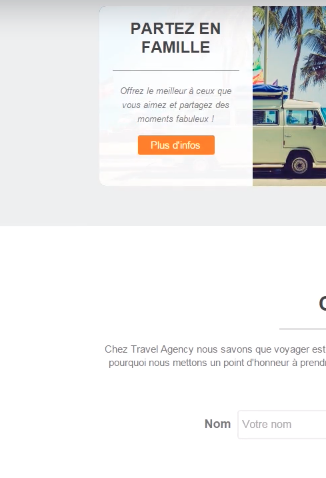 PARTEZ EN
FAMILLE
Offrez le meilleur à ceux que
vous aimez et partagez des
moments fabuleux !
Plus d'infos
Chez Travel Agency nous savons que voyager est
pourquoi nous mettons un point d'honneur à
Nom
Votre nom